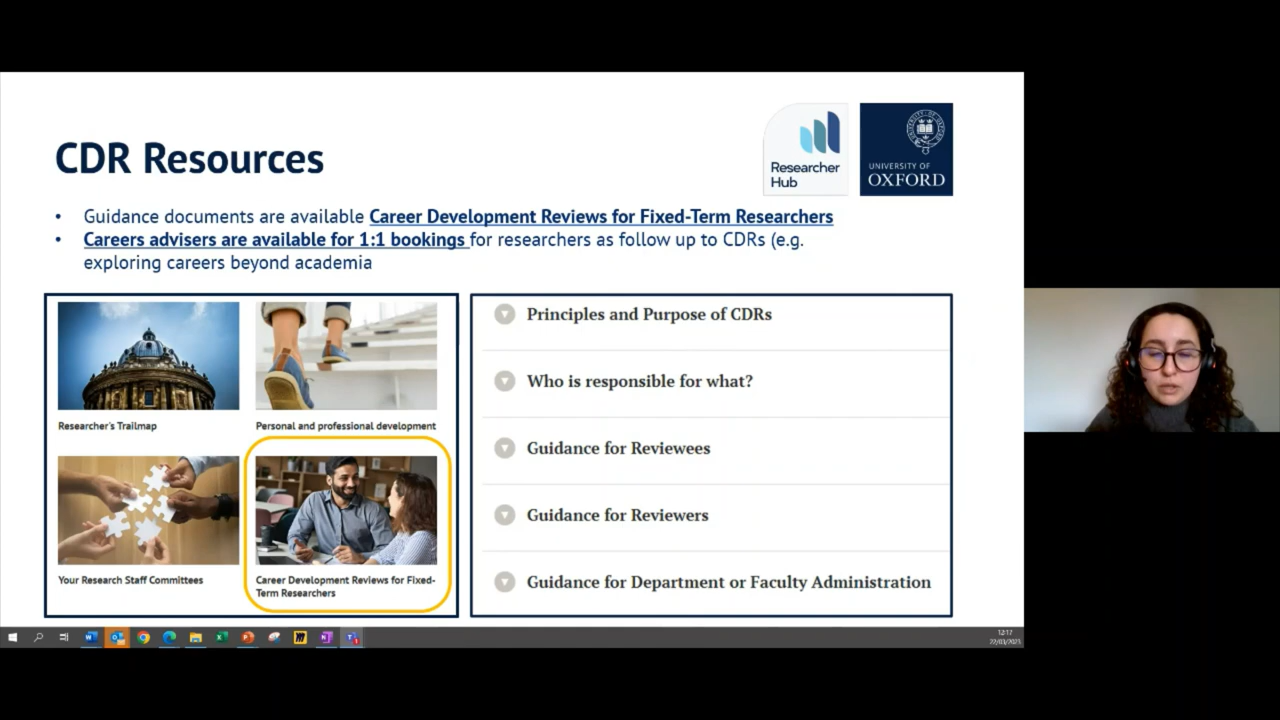 CDR Resources
Researcher
Hub
UNIVERSITY OF
OXFORD
• Guidance documents are available Career Development Reviews for Fixed-Term Researchers
• Careers advisers are available for 1:1 bookings for researchers as follow up to CDRs (e.g.
exploring careers beyond academia
Researcher's Trailmap
Personal and professional development
Your Research Staff Committees
Career Development Reviews for Fixed-
Term Researchers
Principles and Purpose of CDRs
Who is responsible for what?
Guidance for Reviewees
Guidance for Reviewers
Guidance for Department or Faculty Administration
12:17